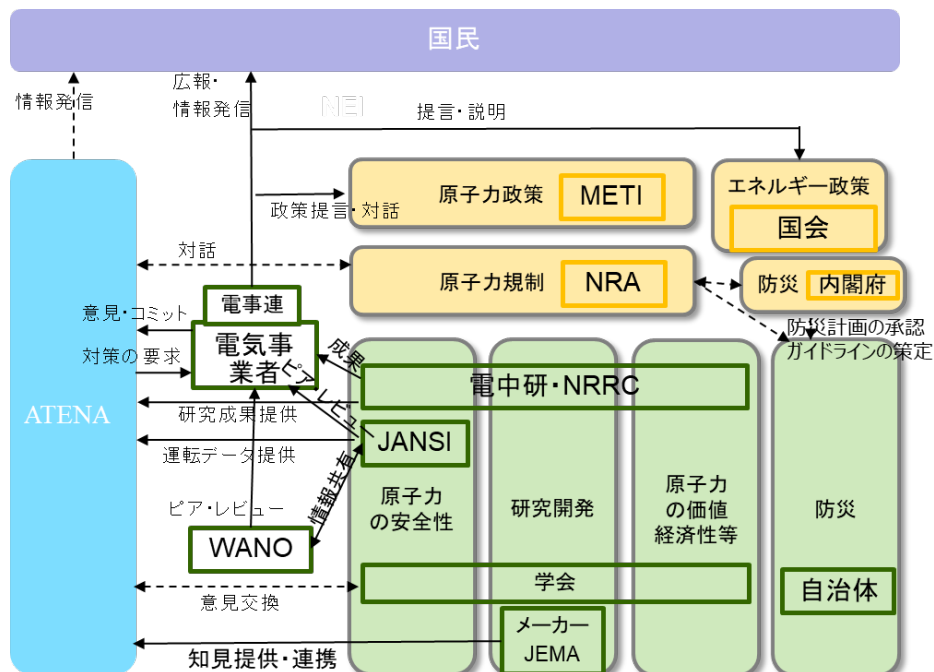 国民
情報発信
広報・
情報発信
NEI
提言・説明
原子力政策 METI
エネルギー政策
国会
政策提言・対話
対話
原子力規制 NRA
防災 内閣府
電事連
意見・コミット
電気事
業者
対策の要求
防災計画の承認
ガイドラインの策定
成果
ピア・レビュー
電中研・NRRC
ATENA
研究成果提供
JANSI
運転データ提供
情報共有
原子力
の安全性
研究開発
原子力
の価値
経済性等
防災
ピア・レビュー
WANO
学会
自治体
意見交換
メーカー
JEMA
知見提供・連携